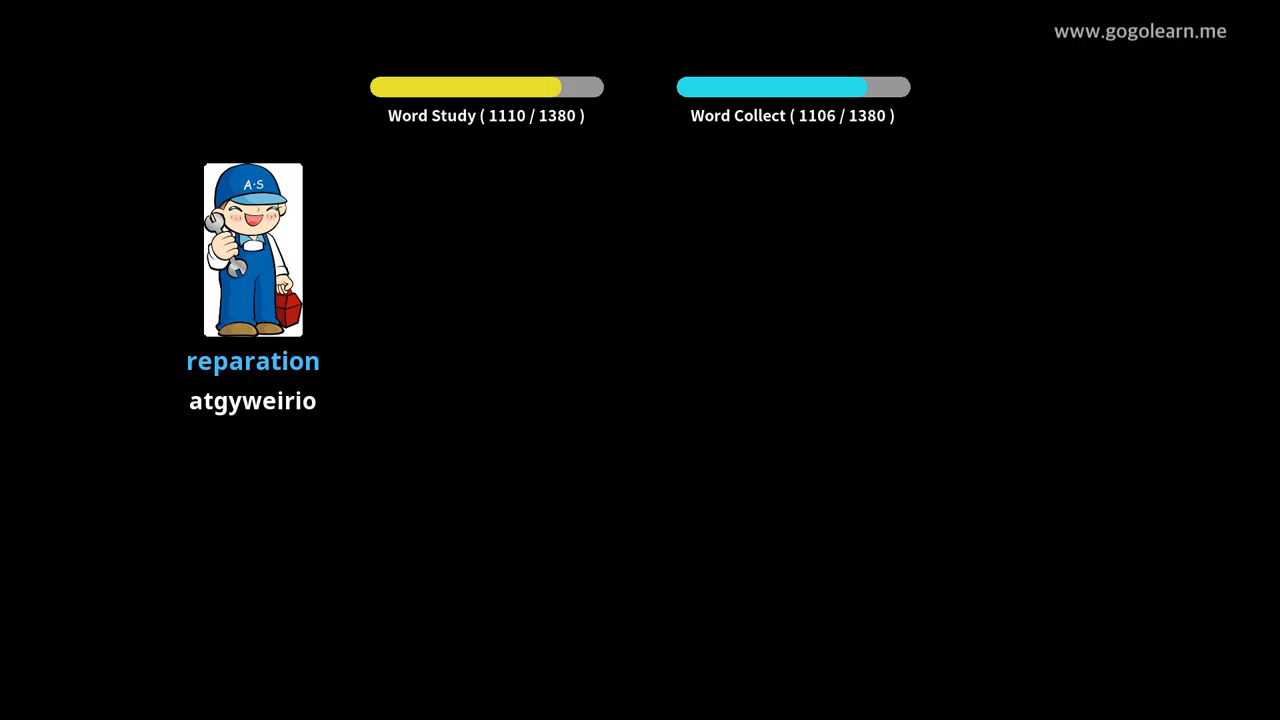 www.gogolearn.me
Word Study ( 1110 / 1380 )
Word Collect ( 1106 / 1380 )
A·S
reparation
atgyweirio